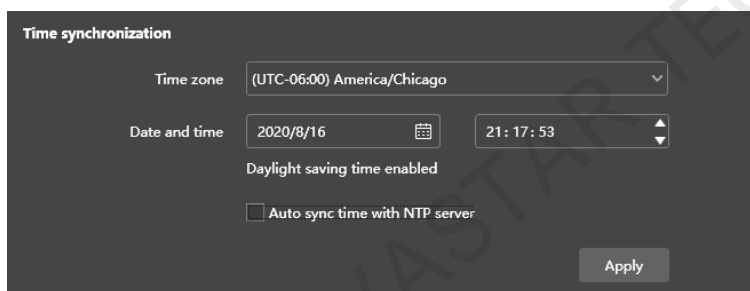 Time synchronization
Time zone (UTC-06:00) America/Chicago
Date and time 2020/8/16 21:17:53
Daylight saving time enabled
Auto sync time with NTP server
Apply